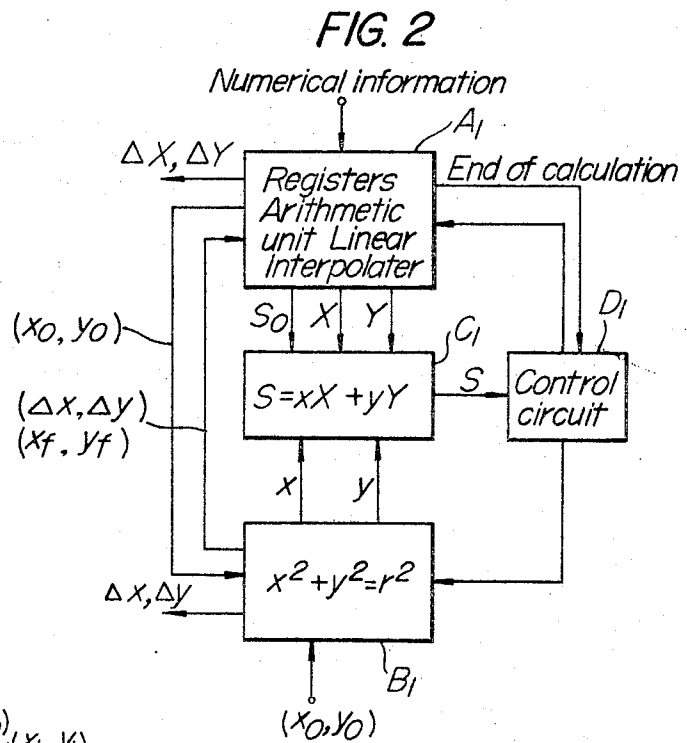 FIG. 2
Numerical information
A1
ΔX, ΔY
End of calculation
Registers
Arithmetic
unit Linear
Interpolater
S0 X Y
(x0, y0)
C1
D1
S=xX+yY
S
Control
circuit
(Δx, Δy)
(xf, yf)
x y
x²+y²=r²
Δx, Δy
B1
(x0, y0)